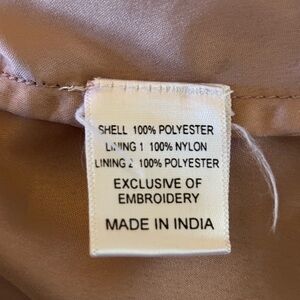 SHELL 100% POLYESTER
LINING 1 100% NYLON
LINING 2 100% POLYESTER
EXCLUSIVE OF
EMBROIDERY
MADE IN INDIA